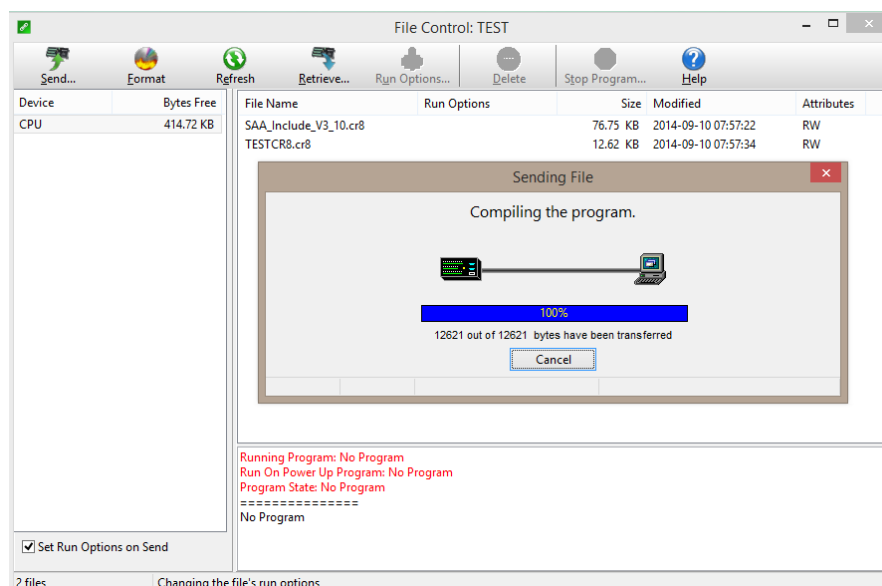 File Control: TEST
Send... Format Refresh Retrieve... Run Options... Delete Stop Program... Help
Device Bytes Free File Name Run Options Size Modified Attributes
CPU 414.72 KB SAA_Include_V3_10.cr8 76.75 KB 2014-09-10 07:57:22 RW
TESTCR8.cr8 12.62 KB 2014-09-10 07:57:34 RW
Sending File
Compiling the program.
100%
12621 out of 12621 bytes have been transferred
Cancel
Running Program: No Program
Run On Power Up Program: No Program
Program State: No Program
===============
No Program
Set Run Options on Send
2 files Changing the file's run options